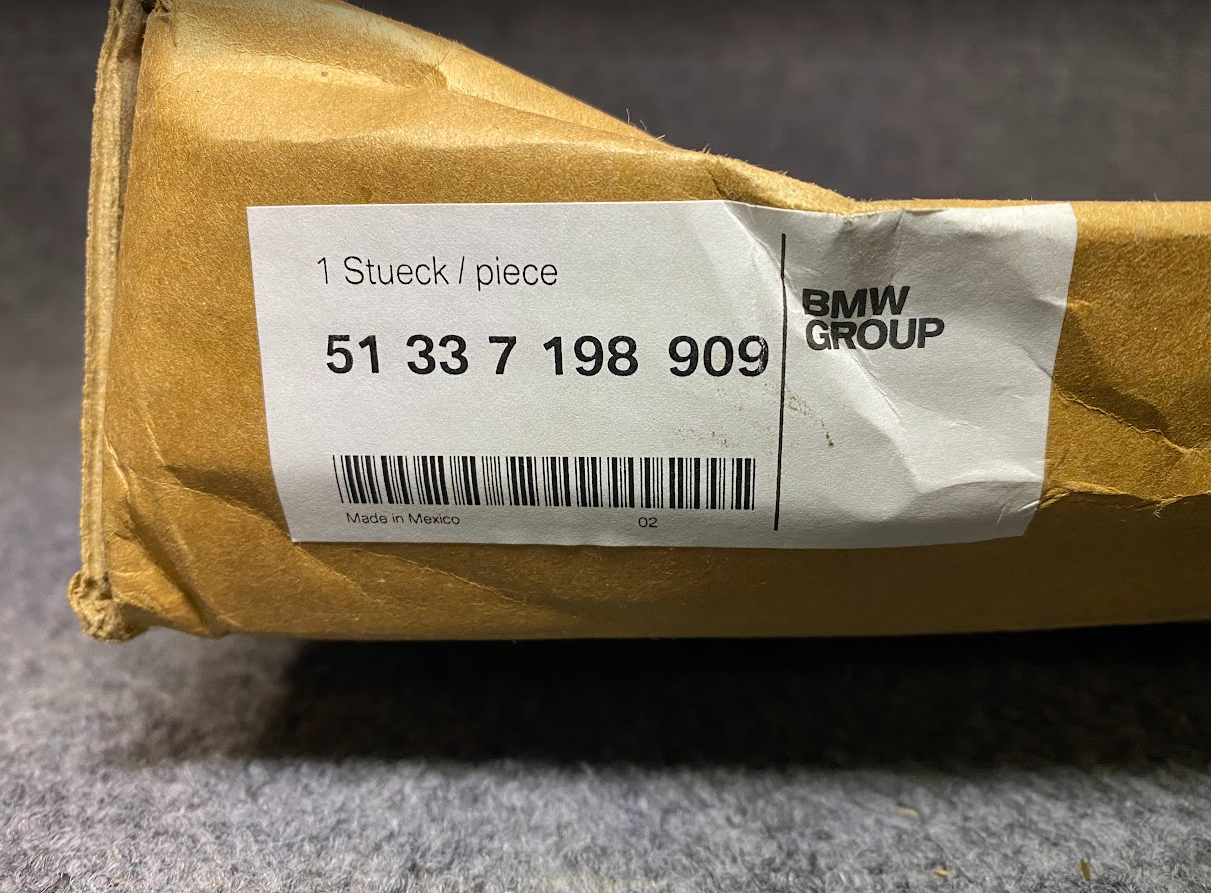 1 Stueck / piece
51 33 7 198 909
Made in Mexico 02
BMW
GROUP